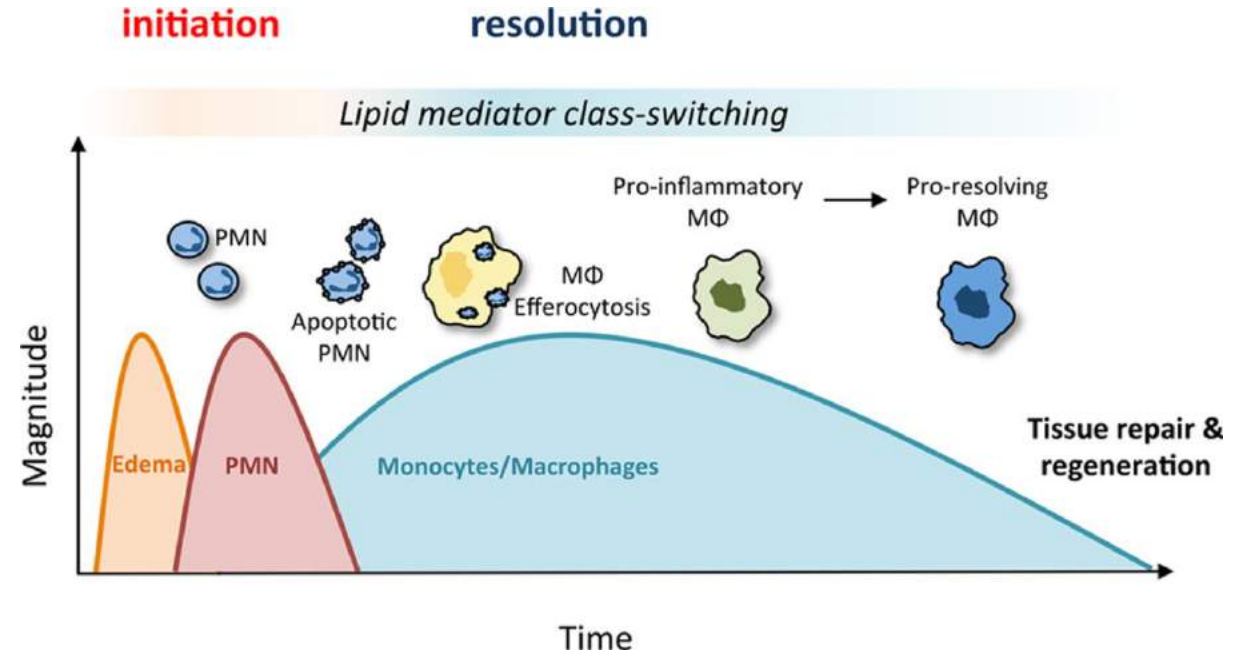 initiation
resolution
Lipid mediator class-switching
Pro-inflammatory
MΦ
Pro-resolving
MΦ
PMN
MΦ
Efferocytosis
Apoptotic
PMN
Magnitude
Edema
PMN
Monocytes/Macrophages
Tissue repair &
regeneration
Time